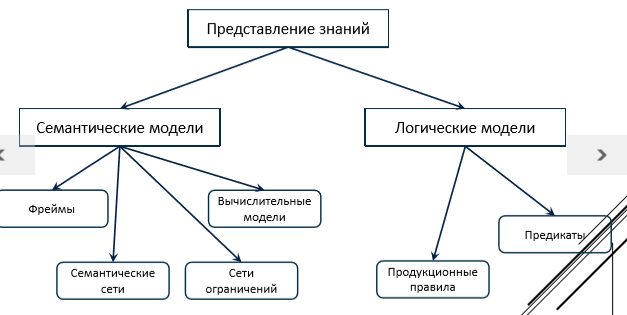 Представление знаний
Семантические модели
Логические модели
Фреймы
Вычислительные
модели
Предикаты
Семантические
сети
Сети
ограничений
Продукционные
правила